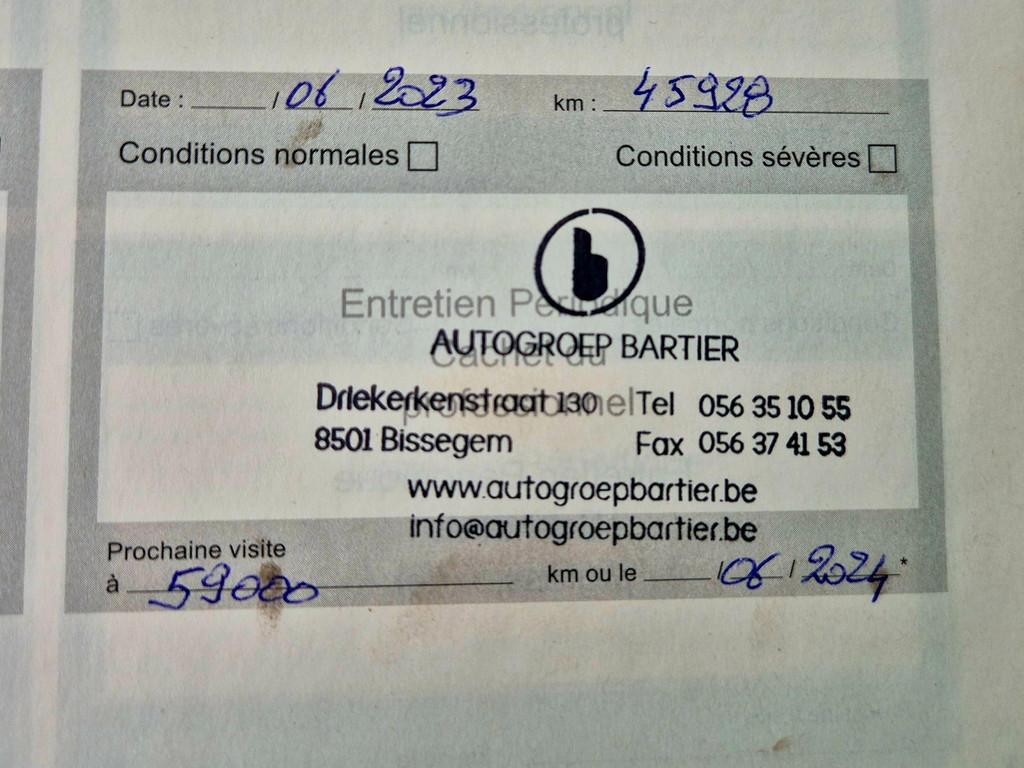 Date : ____ / 06 / 2023 km : 45928
Conditions normales Conditions sévères
Entretien Périodique
AUTOGROEP BARTIER
Cachet du
professionnel
Driekerkenstraat 130 Tel 056 35 10 55
8501 Bissegem Fax 056 37 41 53
www.autogroepbartier.be
info@autogroepbartier.be
Prochaine visite
à 59000 km ou le ____ / 06 / 2024 *